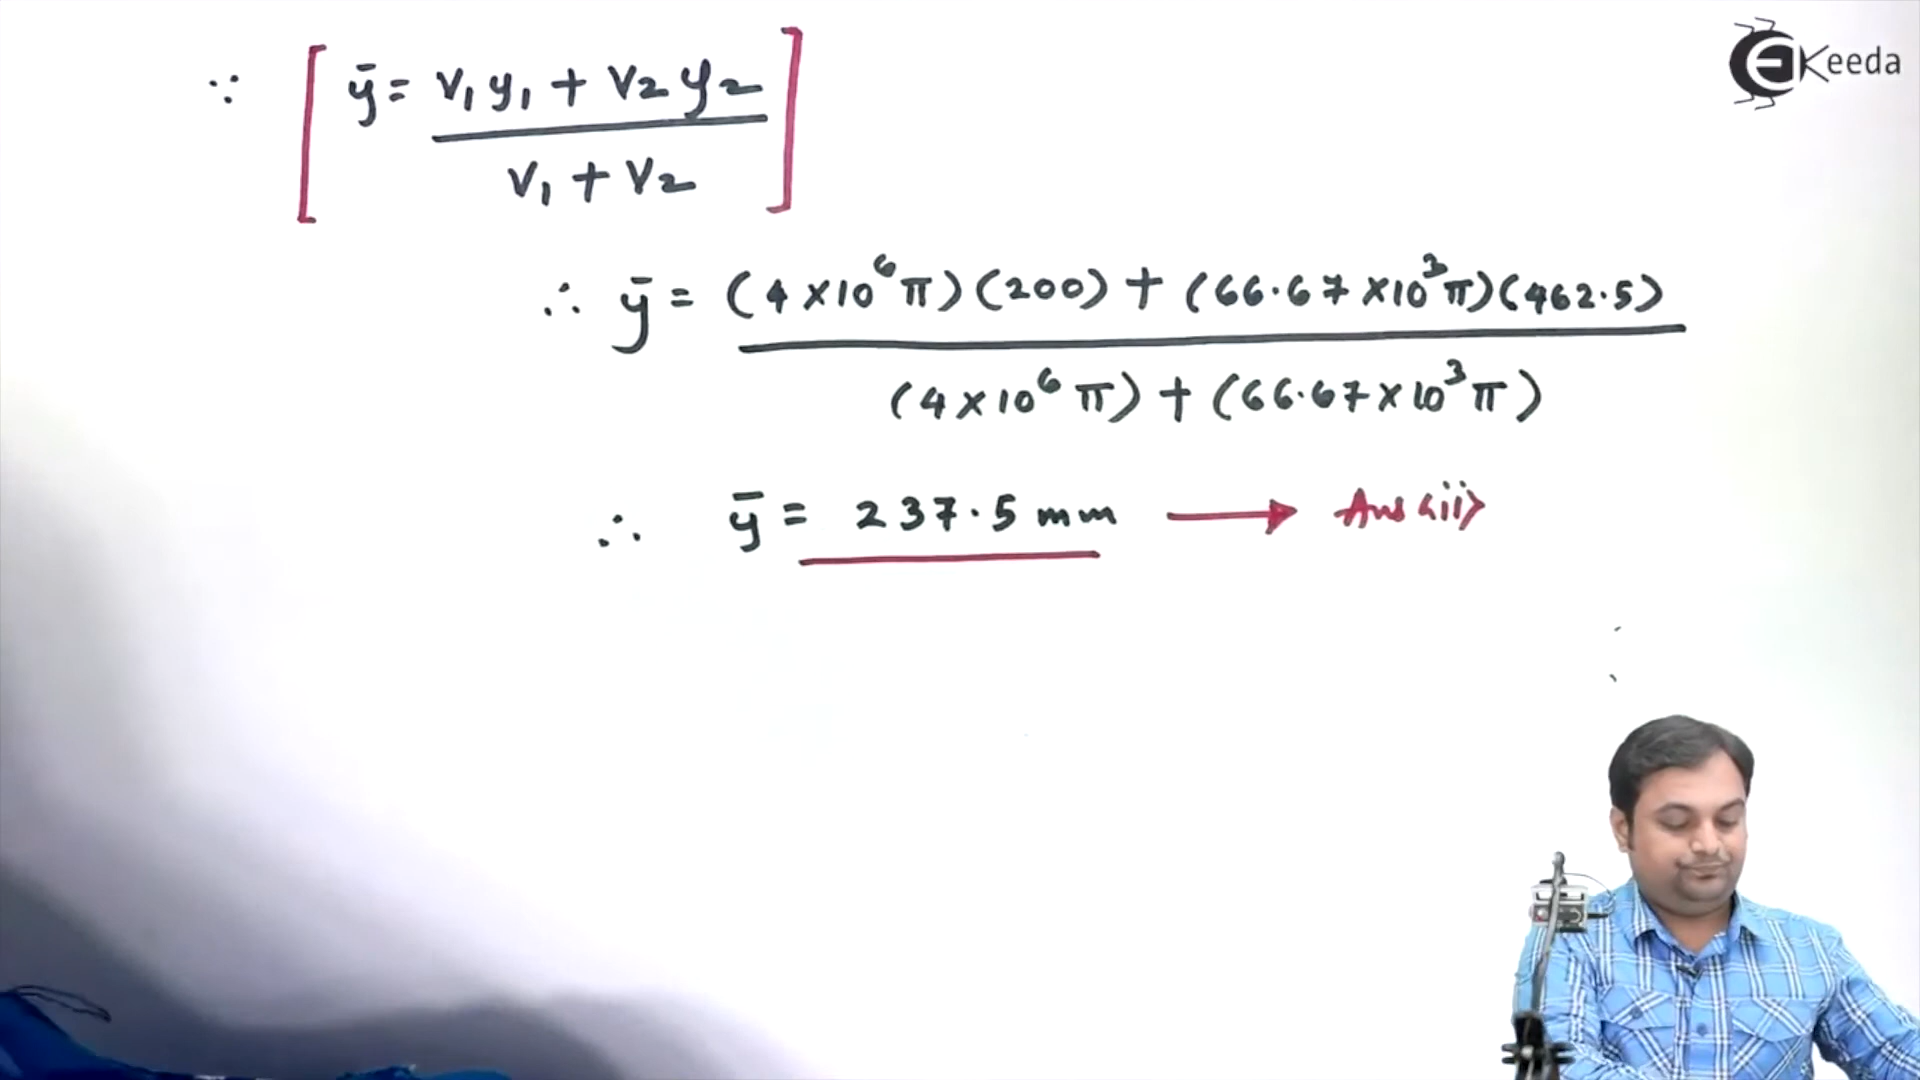 EKeeda
∵ [ ȳ = V₁y₁ + V₂y₂
V₁ + V₂ ]
∴ ȳ = (4×10⁶π)(200) + (66.67×10³π)(462.5)
(4×10⁶π) + (66.67×10³π)
∴ ȳ = 237.5 mm → Ans <ii>